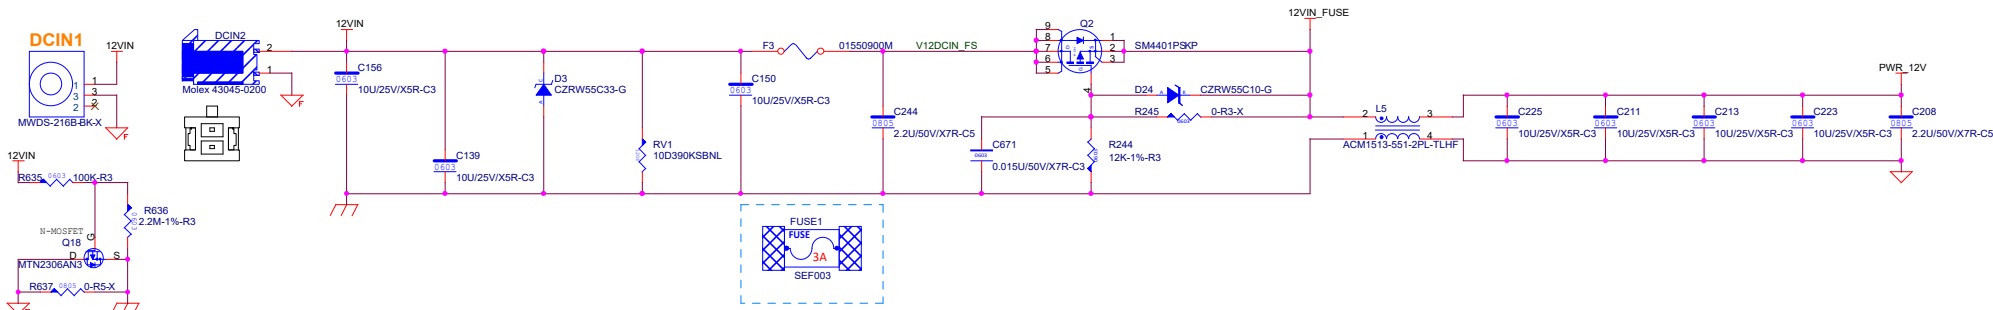 DCIN1
12VIN
1
3
2
1
3
2
MWDS-216B-BK-X
F
DCIN2
2
1
Molex 43045-0200
F
12VIN
C156
0603
10U/25V/X5R-C3
C139
0603
10U/25V/X5R-C3
D3
C
A
CZRW55C33-G
RV1
10D390KSBNL
C150
0603
10U/25V/X5R-C3
F3
01550900M
C244
0805
2.2U/50V/X7R-C5
V12DCIN_FS
9
8
7
6
5
Q2
1
2
3
4
SM4401PSKP
12VIN_FUSE
D24
A
CZRW55C10-G
R245
0603
0-R3-X
C671
0603
0.015U/50V/X7R-C3
R244
0603
12K-1%-R3
L5
2
3
1
4
ACM1513-551-2PL-TLHF
PWR_12V
C225
0603
10U/25V/X5R-C3
C211
0603
10U/25V/X5R-C3
C213
0603
10U/25V/X5R-C3
C223
0603
10U/25V/X5R-C3
C208
0805
2.2U/50V/X7R-C5
12VIN
R635
0603
100K-R3
R636
0603
2.2M-1%-R3
N-MOSFET
G
Q18
D
S
MTN2306AN3
R637
0805
0-R5-X
FUSE1
FUSE
3A
SEF003